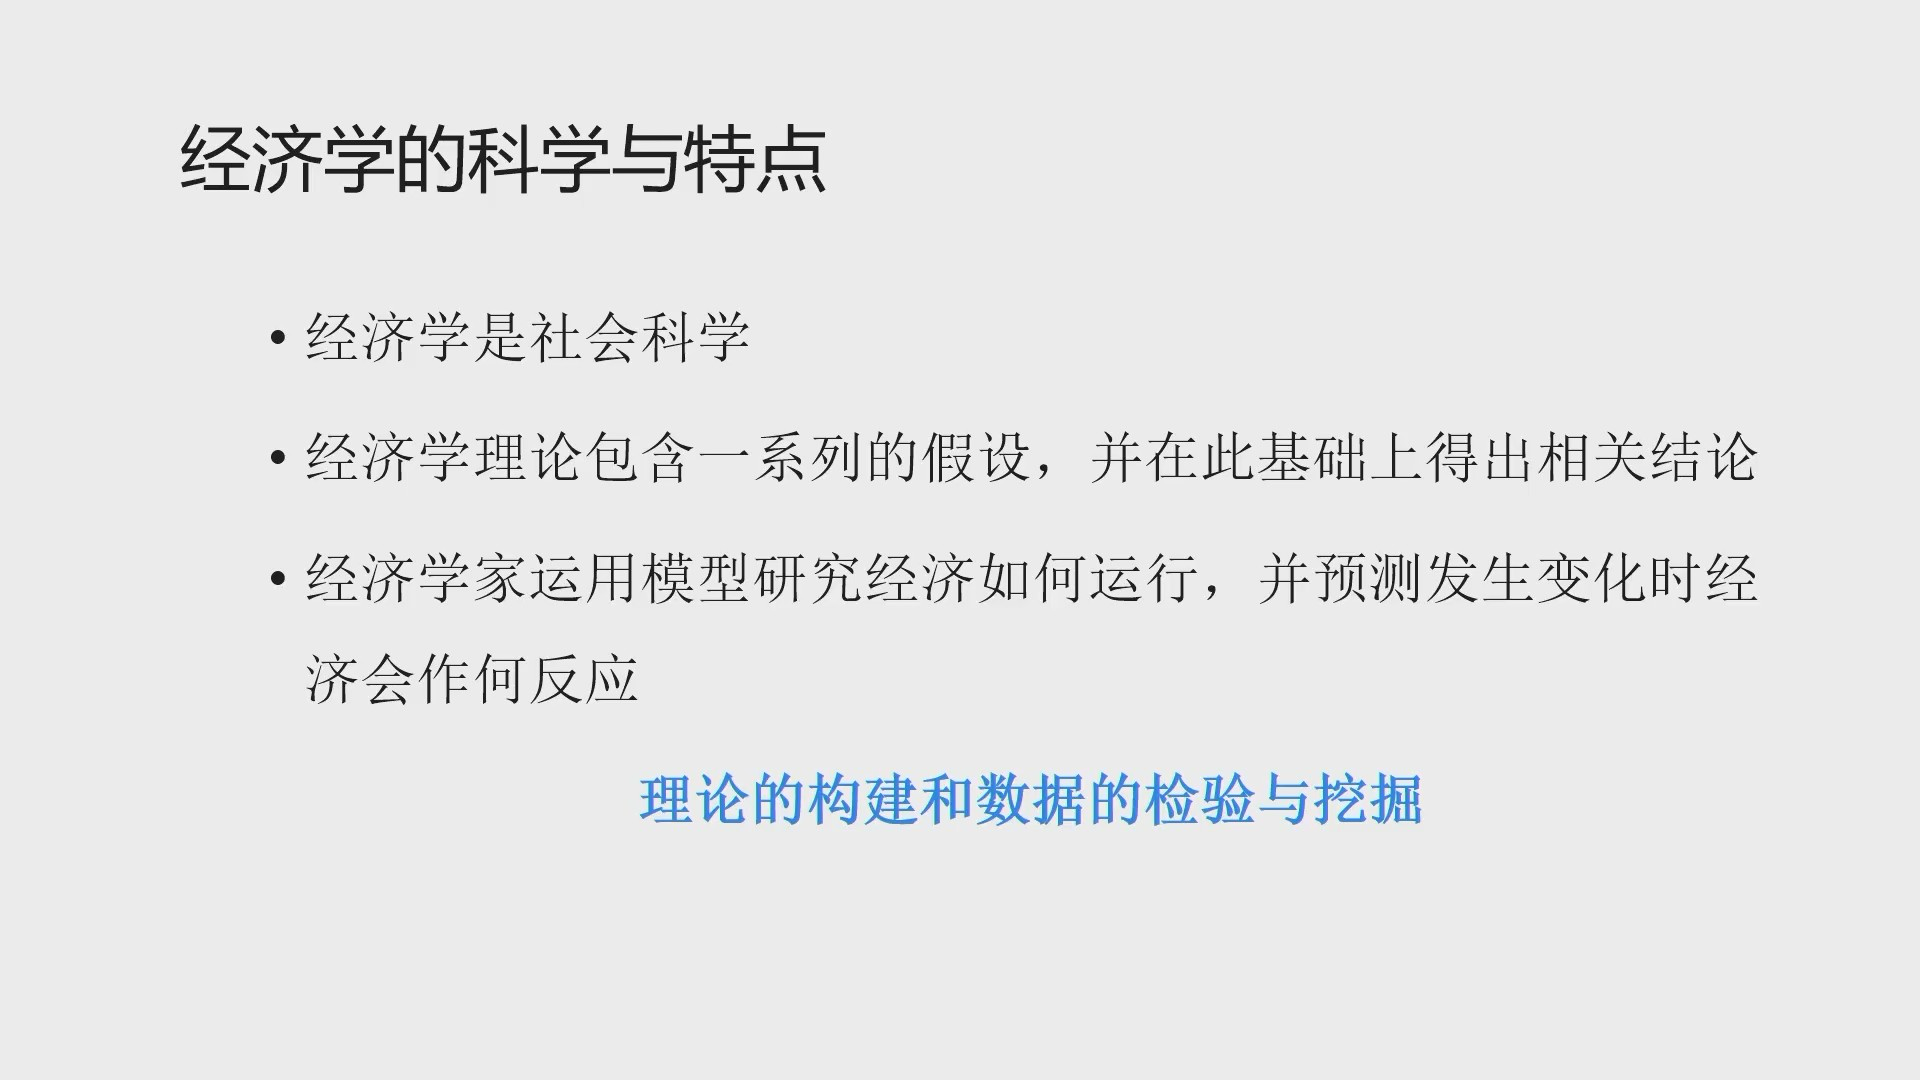 经济学的科学与特点
• 经济学是社会科学
• 经济学理论包含一系列的假设，并在此基础上得出相关结论
• 经济学家运用模型研究经济如何运行，并预测发生变化时经
济会作何反应
理论的构建和数据的检验与挖掘